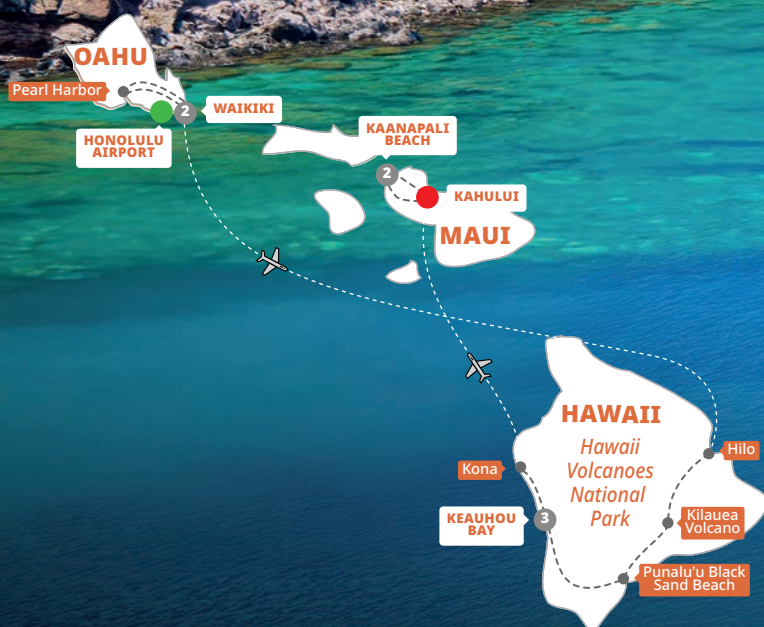 OAHU
Pearl Harbor
2
WAIKIKI
HONOLULU
AIRPORT
KAANAPALI
BEACH
2
KAHULUI
MAUI
HAWAII
Hawaii
Volcanoes
National
Park
Hilo
Kona
KEAUHOU
BAY
3
Kilauea
Volcano
Punalu'u Black
Sand Beach